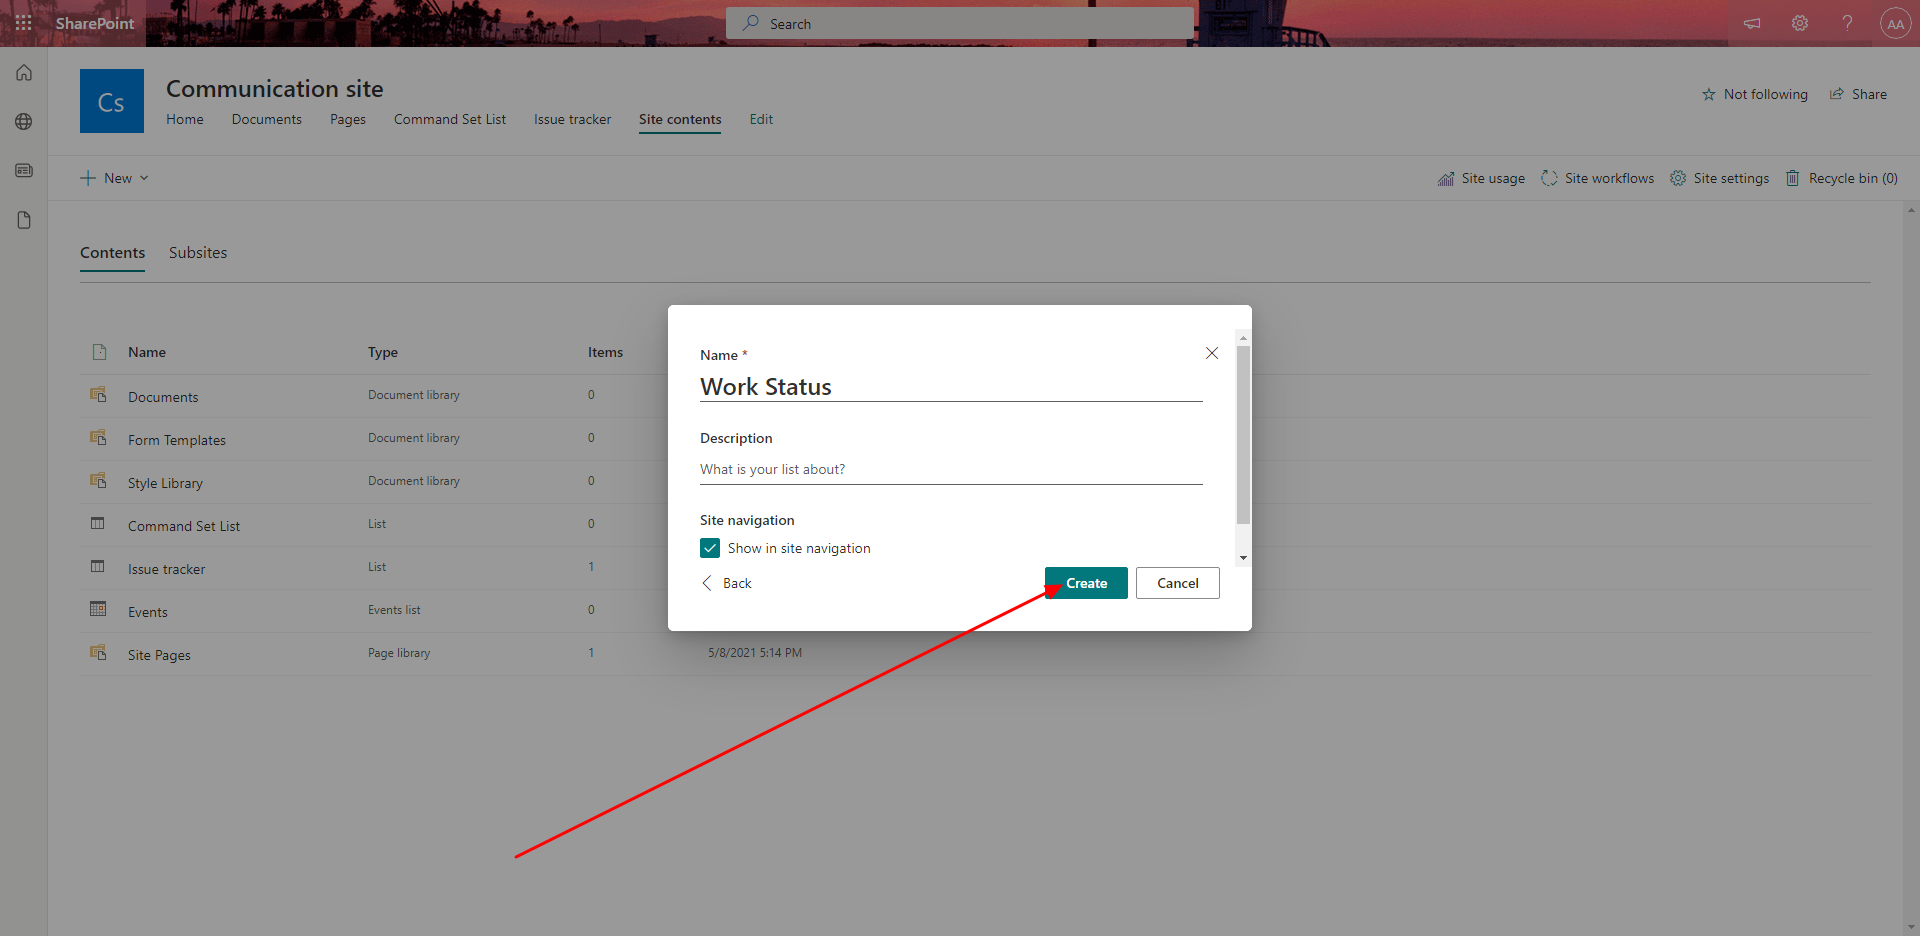 SharePoint
Search
AA
Cs
Communication site
Home Documents Pages Command Set List Issue tracker Site contents Edit
Not following Share
New
Site usage Site workflows Site settings Recycle bin (0)
Contents Subsites
Name Type Items
Documents Document library 0
Form Templates Document library 0
Style Library Document library 0
Command Set List List 0
Issue tracker List 1
Events Events list 0
Site Pages Page library 1 5/8/2021 5:14 PM
Name *
Work Status
Description
What is your list about?
Site navigation
Show in site navigation
Back Create Cancel